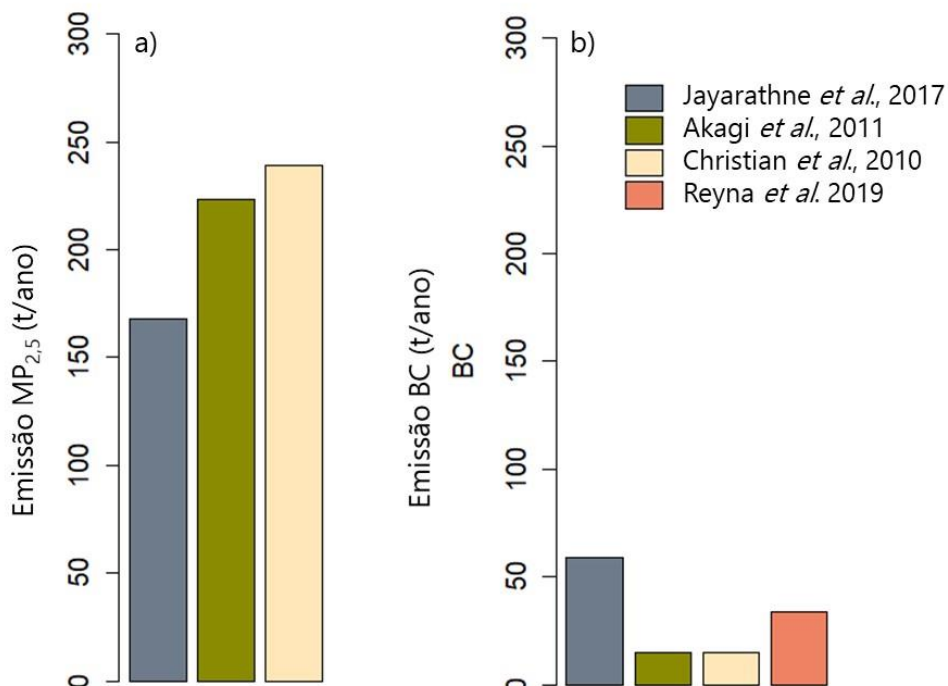 a)
Emissão MP2,5 (t/ano)
300
250
200
150
100
50
0
b)
Emissão BC (t/ano)
BC
300
250
200
150
100
50
0
Jayarathne et al., 2017
Akagi et al., 2011
Christian et al., 2010
Reyna et al. 2019